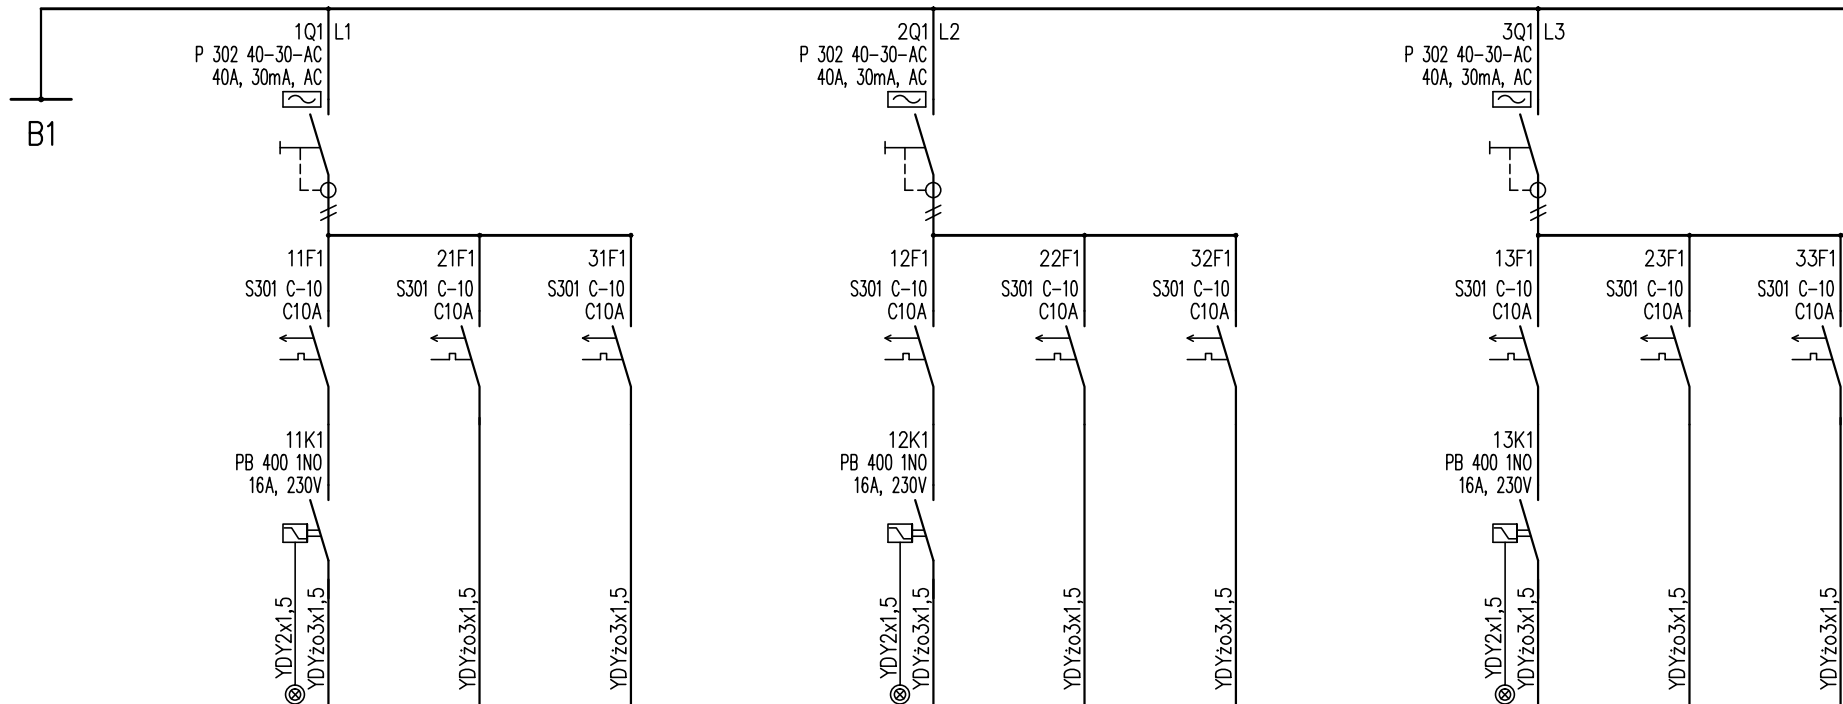 B1
1Q1 L1
P 302 40-30-AC
40A, 30mA, AC
2Q1 L2
P 302 40-30-AC
40A, 30mA, AC
3Q1 L3
P 302 40-30-AC
40A, 30mA, AC
11F1
S301 C-10
C10A
21F1
S301 C-10
C10A
31F1
S301 C-10
C10A
12F1
S301 C-10
C10A
22F1
S301 C-10
C10A
32F1
S301 C-10
C10A
13F1
S301 C-10
C10A
23F1
S301 C-10
C10A
33F1
S301 C-10
C10A
11K1
PB 400 1NO
16A, 230V
12K1
PB 400 1NO
16A, 230V
13K1
PB 400 1NO
16A, 230V
YDY2x1,5
YDYżo3x1,5
YDYżo3x1,5
YDYżo3x1,5
YDY2x1,5
YDYżo3x1,5
YDYżo3x1,5
YDYżo3x1,5
YDY2x1,5
YDYżo3x1,5
YDYżo3x1,5
YDYżo3x1,5